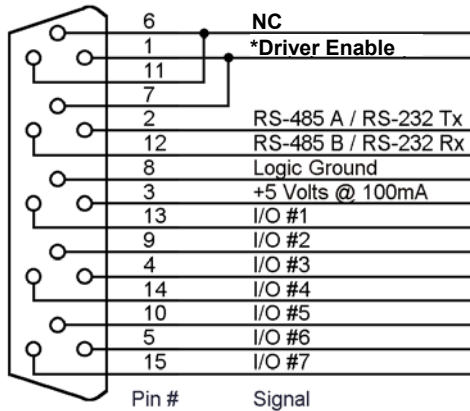 6 NC
1 *Driver Enable
11
7
2 RS-485 A / RS-232 Tx
12 RS-485 B / RS-232 Rx
8 Logic Ground
3 +5 Volts @ 100mA
13 I/O #1
9 I/O #2
4 I/O #3
14 I/O #4
10 I/O #5
5 I/O #6
15 I/O #7
Pin # Signal